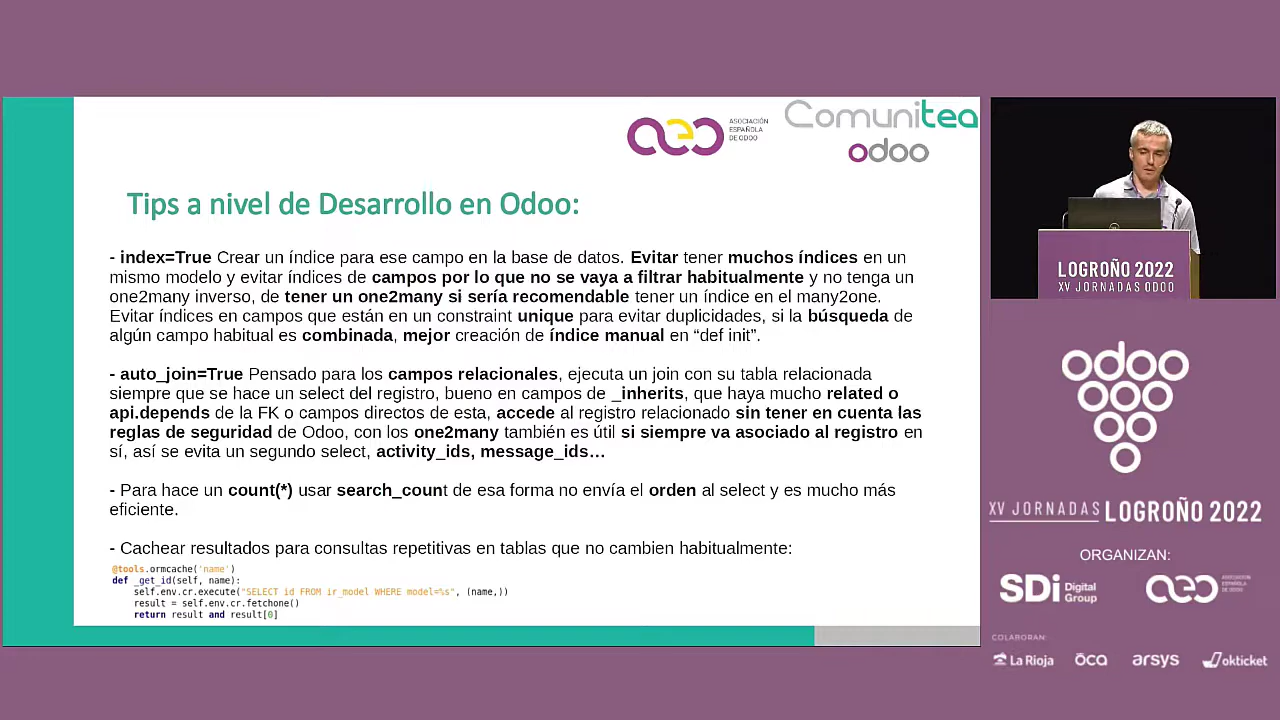 ASOCIACIÓN
ESPAÑOLA
DE ODOO
Comunitea
odoo
Tips a nivel de Desarrollo en Odoo:
- index=True Crear un índice para ese campo en la base de datos. Evitar tener muchos índices en un
mismo modelo y evitar índices de campos por lo que no se vaya a filtrar habitualmente y no tenga un
one2many inverso, de tener un one2many si sería recomendable tener un índice en el many2one.
Evitar índices en campos que están en un constraint unique para evitar duplicidades, si la búsqueda de
algún campo habitual es combinada, mejor creación de índice manual en “def init”.
- auto_join=True Pensado para los campos relacionales, ejecuta un join con su tabla relacionada
siempre que se hace un select del registro, bueno en campos de _inherits, que haya mucho related o
api.depends de la FK o campos directos de esta, accede al registro relacionado sin tener en cuenta las
reglas de seguridad de Odoo, con los one2many también es útil si siempre va asociado al registro en
sí, así se evita un segundo select, activity_ids, message_ids…
- Para hace un count(*) usar search_count de esa forma no envía el orden al select y es mucho más
eficiente.
- Cachear resultados para consultas repetitivas en tablas que no cambien habitualmente:
@tools.ormcache('name')
def _get_id(self, name):
self.env.cr.execute("SELECT id FROM ir_model WHERE model=%s", (name,))
result = self.env.cr.fetchone()
return result and result[0]
LOGROÑO 2022
XV JORNADAS ODOO
odoo
XV JORNADAS LOGROÑO 2022
ORGANIZAN:
SDi Digital
Group
aeo
ASOCIACIÓN
ESPAÑOLA
DE ODOO
COLABORAN:
La Rioja
ōca
arsys
okticket